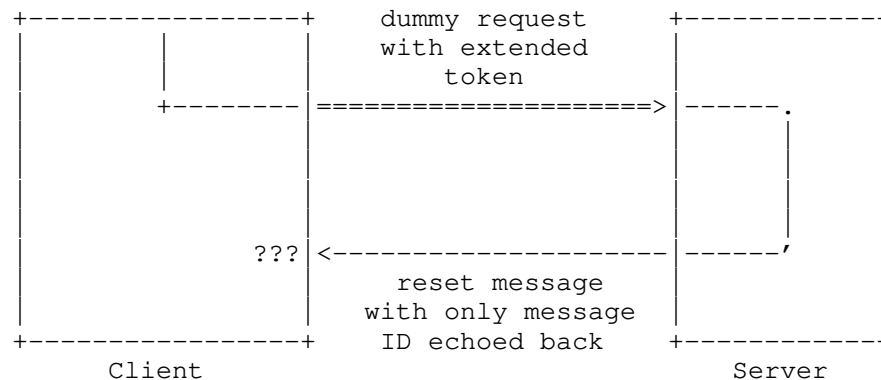 dummy request
with extended
token
???
reset message
with only message
ID echoed back
Client
Server